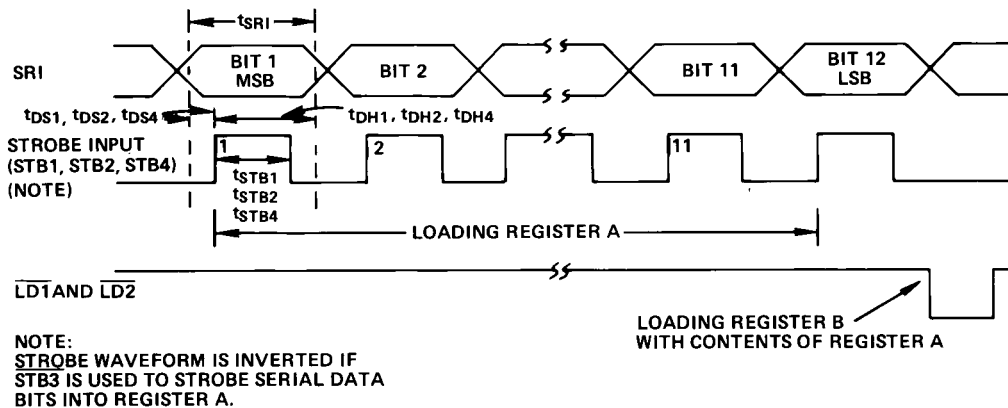 tSRI
SRI
BIT 1
MSB
BIT 2
BIT 11
BIT 12
LSB
tDS1, tDS2, tDS4
tDH1, tDH2, tDH4
STROBE INPUT
(STB1, STB2, STB4)
(NOTE)
1
2
11
tSTB1
tSTB2
tSTB4
LOADING REGISTER A
LD1 AND LD2
LOADING REGISTER B
WITH CONTENTS OF REGISTER A
NOTE:
STROBE WAVEFORM IS INVERTED IF
STB3 IS USED TO STROBE SERIAL DATA
BITS INTO REGISTER A.